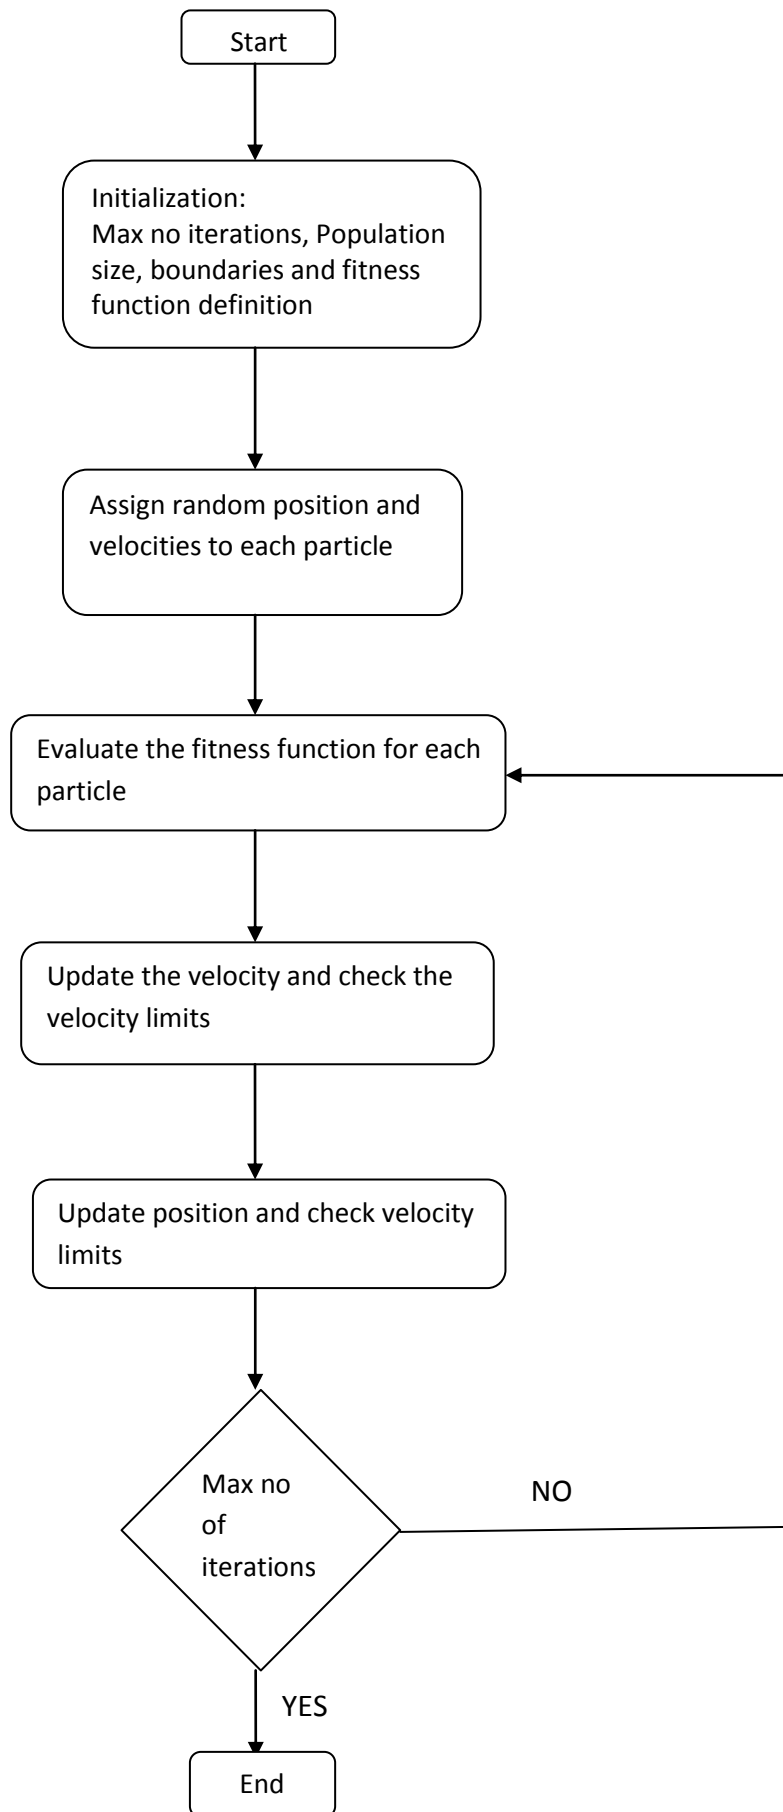 Start
Initialization:
Max no iterations, Population
size, boundaries and fitness
function definition
Assign random position and
velocities to each particle
Evaluate the fitness function for each
particle
Update the velocity and check the
velocity limits
Update position and check velocity
limits
Max no
of
iterations
NO
YES
End